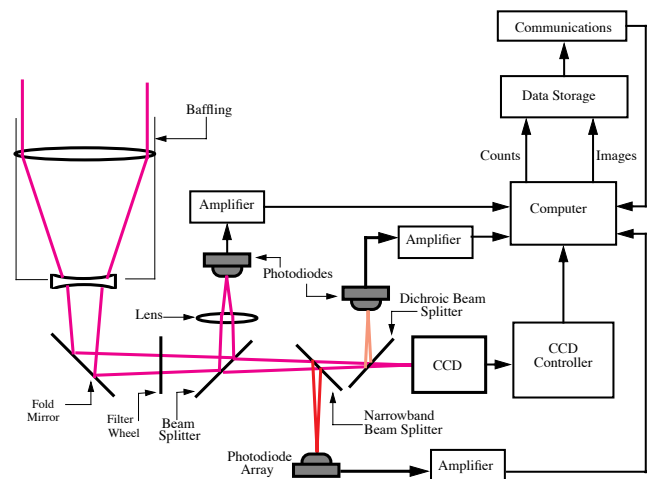 Communications
Baffling
Data Storage
Counts
Images
Amplifier
Computer
Amplifier
Photodiodes
Dichroic Beam
Splitter
Lens
CCD
CCD
Controller
Fold
Mirror
Filter
Wheel
Beam
Splitter
Narrowband
Beam Splitter
Photodiode
Array
Amplifier